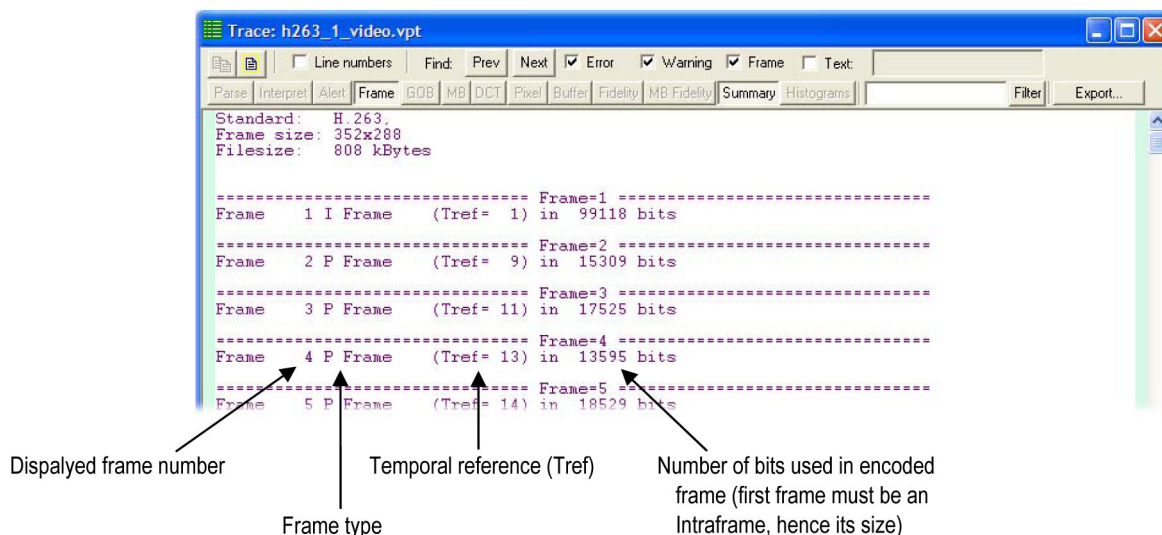 Trace: h263_1_video.vpt
Line numbers Find: Prev Next Error Warning Frame Text:
Parse Interpret Alert Frame GOB MB DCT Pixel Buffer Fidelity MB Fidelity Summary Histograms Filter Export...
Standard: H.263,
Frame size: 352x288
Filesize: 808 kBytes
================================ Frame=1 ================================
Frame 1 I Frame (Tref= 1) in 99118 bits
================================ Frame=2 ================================
Frame 2 P Frame (Tref= 9) in 15309 bits
================================ Frame=3 ================================
Frame 3 P Frame (Tref= 11) in 17525 bits
================================ Frame=4 ================================
Frame 4 P Frame (Tref= 13) in 13595 bits
================================ Frame=5 ================================
Frame 5 P Frame (Tref= 14) in 18529 bits
Dispalyed frame number
Frame type
Temporal reference (Tref)
Number of bits used in encoded
frame (first frame must be an
Intraframe, hence its size)